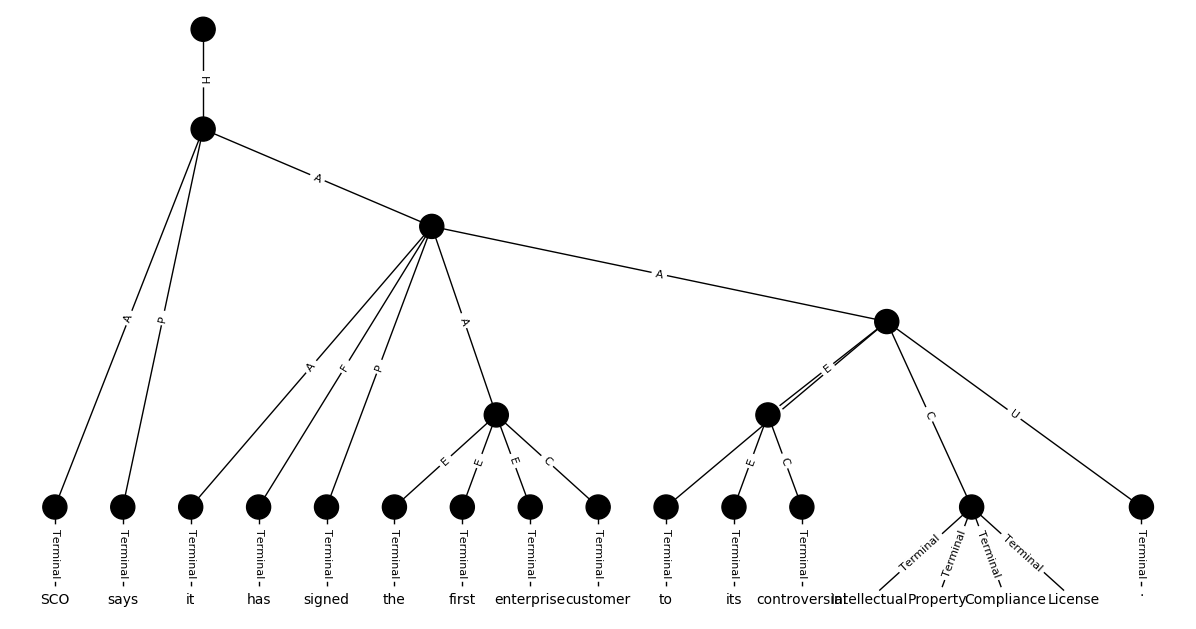 H
A
A
A P
A F P A E C U
E E E C E C
Terminal Terminal Terminal Terminal Terminal Terminal Terminal Terminal Terminal Terminal Terminal Terminal Terminal Terminal Terminal Terminal Terminal
SCO says it has signed the first enterprise customer to its controversial Intellectual Property Compliance License .